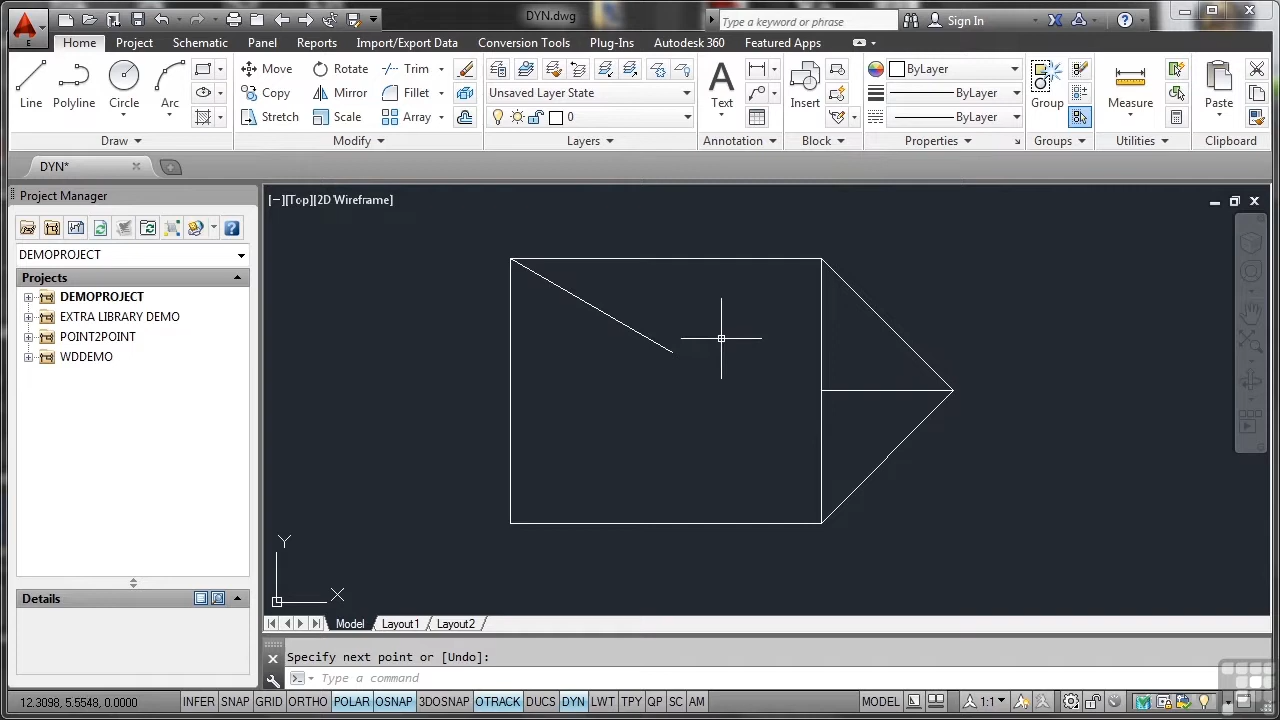 DYN.dwg
Type a keyword or phrase
Sign In
E
Home Project Schematic Panel Reports Import/Export Data Conversion Tools Plug-Ins Autodesk 360 Featured Apps
Line Polyline Circle Arc
Move Rotate Trim
Copy Mirror Fillet
Stretch Scale Array
Unsaved Layer State
0
Text
Insert
ByLayer
ByLayer
ByLayer
Group
Measure
Paste
Draw Modify Layers Annotation Block Properties Groups Utilities Clipboard
DYN*
Project Manager
DEMOPROJECT
Projects
DEMOPROJECT
EXTRA LIBRARY DEMO
POINT2POINT
WDDEMO
Details
[−][Top][2D Wireframe]
Y
X
Model Layout1 Layout2
Specify next point or [Undo]:
Type a command
12.3098, 5.5548, 0.0000 INFER SNAP GRID ORTHO POLAR OSNAP 3DOSNAP OTRACK DUCS DYN LWT TPY QP SC AM MODEL 1:1